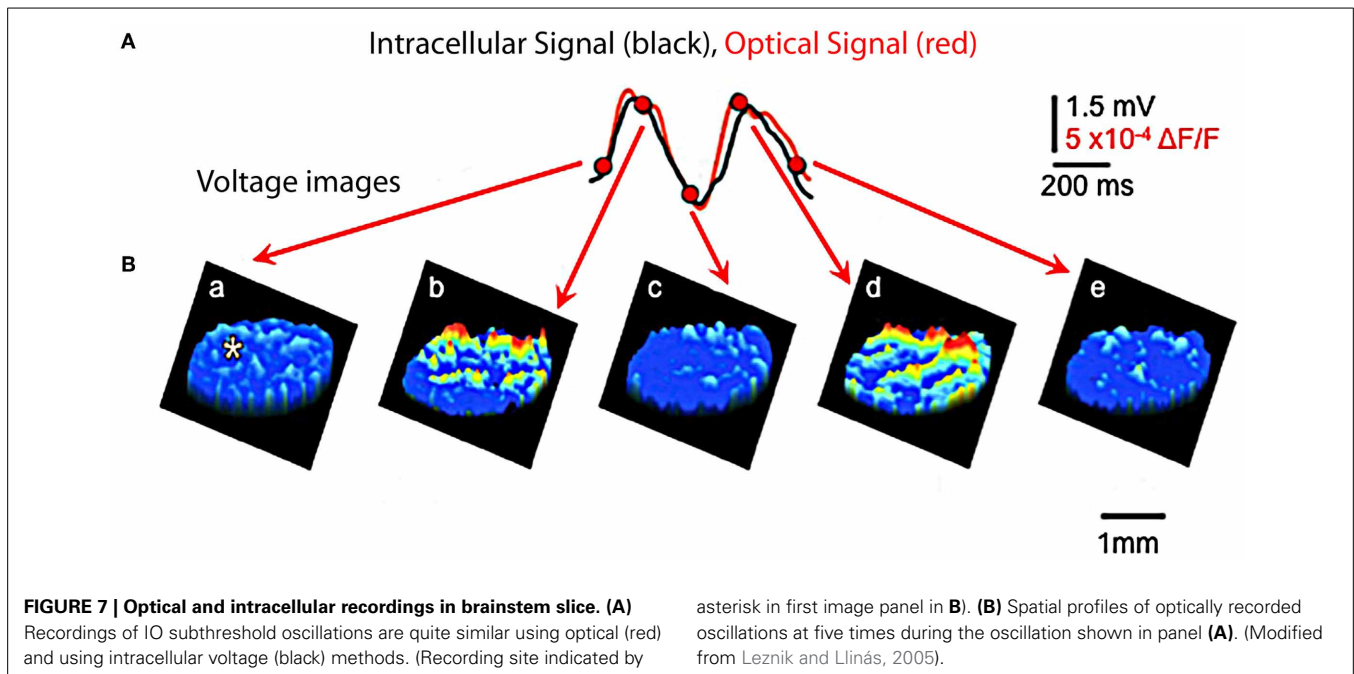 A
Intracellular Signal (black), Optical Signal (red)
1.5 mV
5 x10⁻⁴ ΔF/F
200 ms
Voltage images
B
a
*
b
c
d
e
1mm
FIGURE 7 | Optical and intracellular recordings in brainstem slice. (A)
Recordings of IO subthreshold oscillations are quite similar using optical (red)
and using intracellular voltage (black) methods. (Recording site indicated by
asterisk in first image panel in B). (B) Spatial profiles of optically recorded
oscillations at five times during the oscillation shown in panel (A). (Modified
from Leznik and Llinás, 2005).